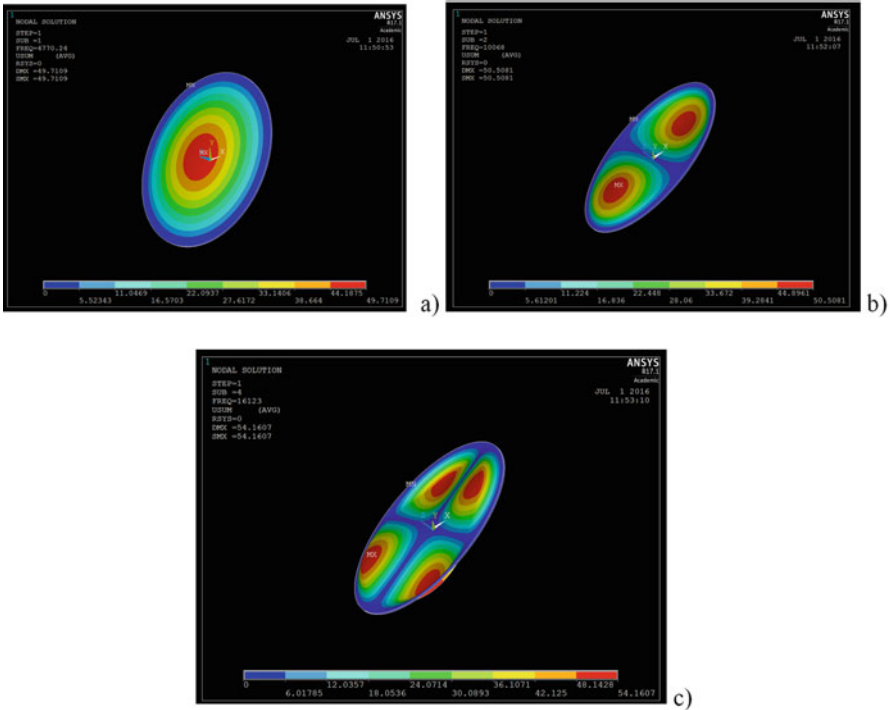 1
NODAL SOLUTION
STEP=1
SUB =1
FREQ=4770.24
USUM (AVG)
RSYS=0
DMX =49.7109
SMX =49.7109
ANSYS
R17.1
Academic
JUL 1 2016
11:50:53
MN
MX
Y
X
0
5.52343
11.0469
16.5703
22.0937
27.6172
33.1406
38.664
44.1875
49.7109
a)
1
NODAL SOLUTION
STEP=1
SUB =2
FREQ=10068
USUM (AVG)
RSYS=0
DMX =50.5081
SMX =50.5081
ANSYS
R17.1
Academic
JUL 1 2016
11:52:07
MN
Y X
MX
0
5.61201
11.224
16.836
22.448
28.06
33.672
39.2841
44.8961
50.5081
b)
1
NODAL SOLUTION
STEP=1
SUB =4
FREQ=16123
USUM (AVG)
RSYS=0
DMX =54.1607
SMX =54.1607
ANSYS
R17.1
Academic
JUL 1 2016
11:53:10
MN
Y X
MX
0
6.01785
12.0357
18.0536
24.0714
30.0893
36.1071
42.125
48.1428
54.1607
c)